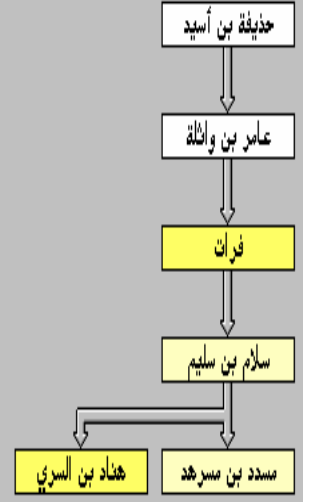 حذيفة بن أسيد
عامر بن واثلة
فرات
سلام بن سليم
مسدد بن مسرهد
هناد بن السري